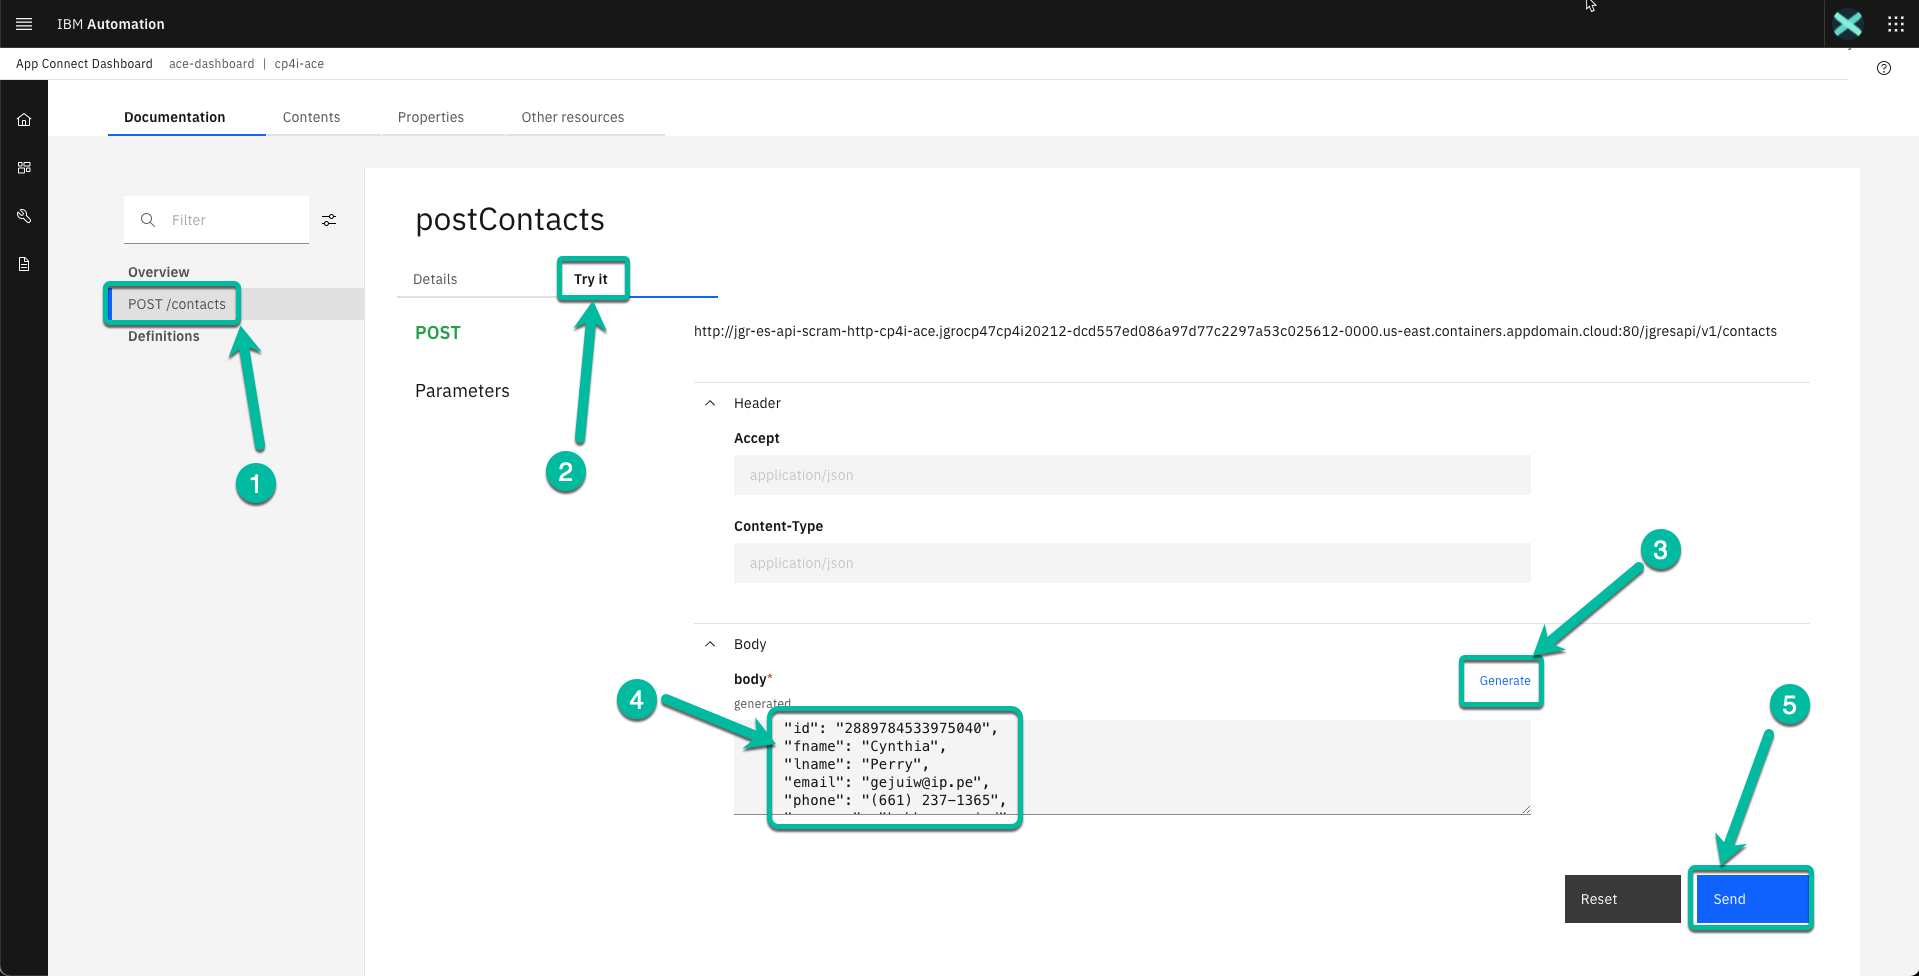 IBM Automation
App Connect Dashboard ace-dashboard | cp4i-ace
Documentation Contents Properties Other resources
Filter
Overview
POST /contacts
Definitions
1
postContacts
Details Try it
2
POST http://jgr-es-api-scram-http-cp4i-ace.jgrocp47cp4i20212-dcd557ed086a97d77c2297a53c025612-0000.us-east.containers.appdomain.cloud:80/jgresapi/v1/contacts
Parameters
Header
Accept
application/json
Content-Type
application/json
3
Body
body*
Generate
generated
4
"id": "2889784533975040",
"fname": "Cynthia",
"lname": "Perry",
"email": "gejuiw@ip.pe",
"phone": "(661) 237-1365",
5
Reset Send